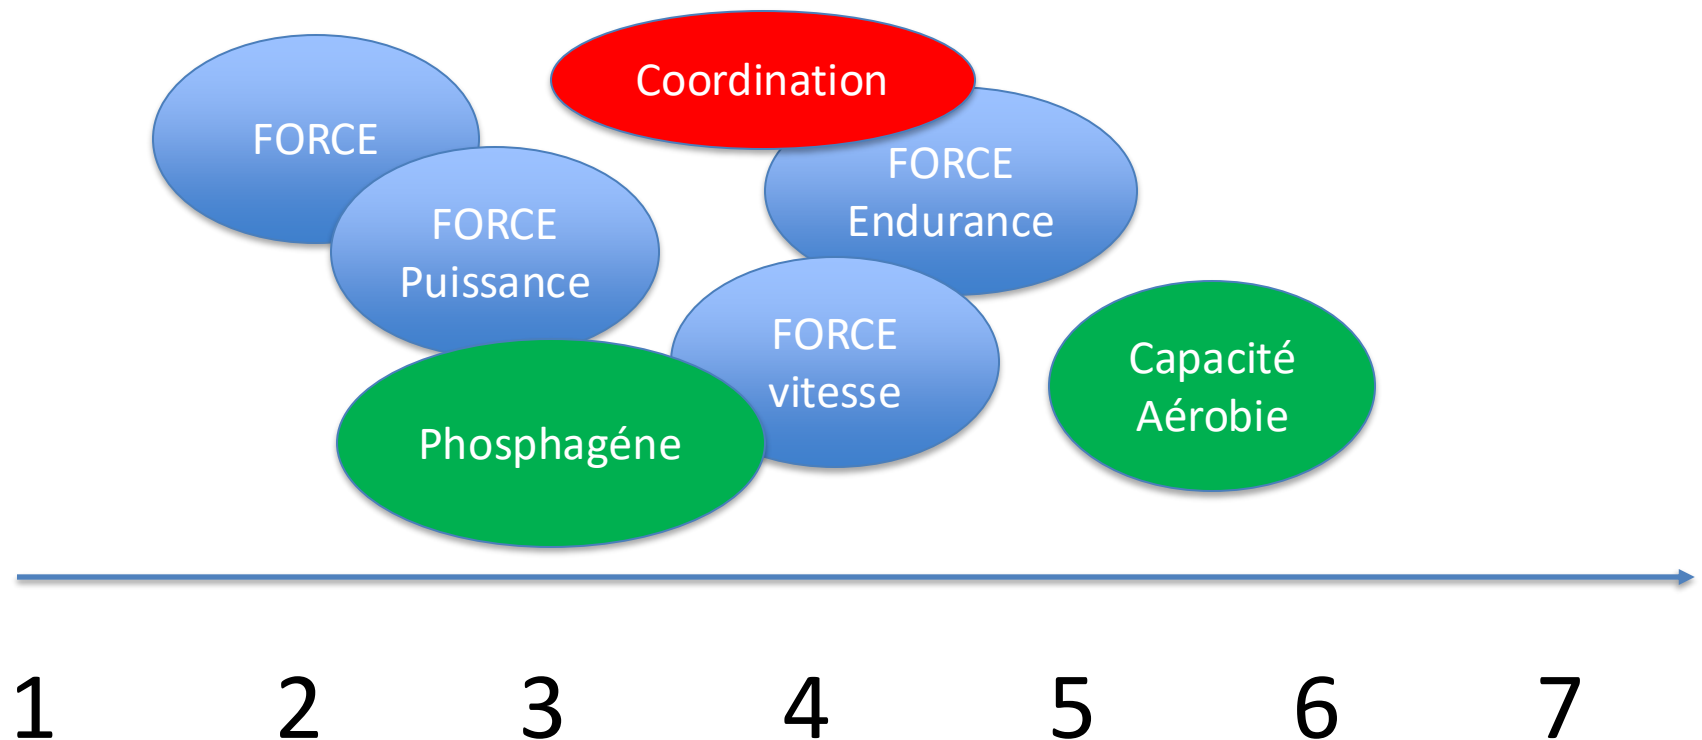 Coordination
FORCE
FORCE
Endurance
FORCE
Puissance
FORCE
vitesse
Capacité
Aérobie
Phosphagéne
1 2 3 4 5 6 7